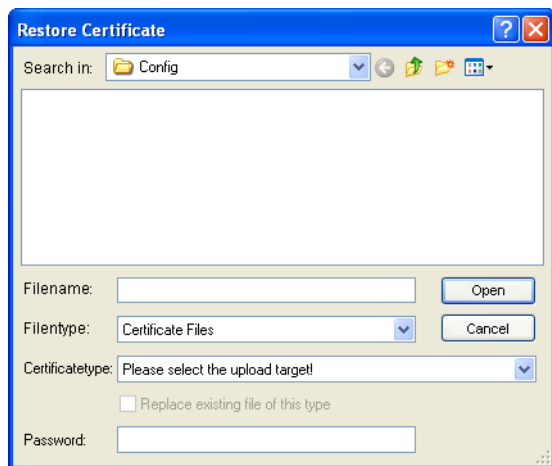 Restore Certificate
Search in: Config
Filename:
Open
Filentype: Certificate Files
Cancel
Certificatetype: Please select the upload target!
Replace existing file of this type
Password: